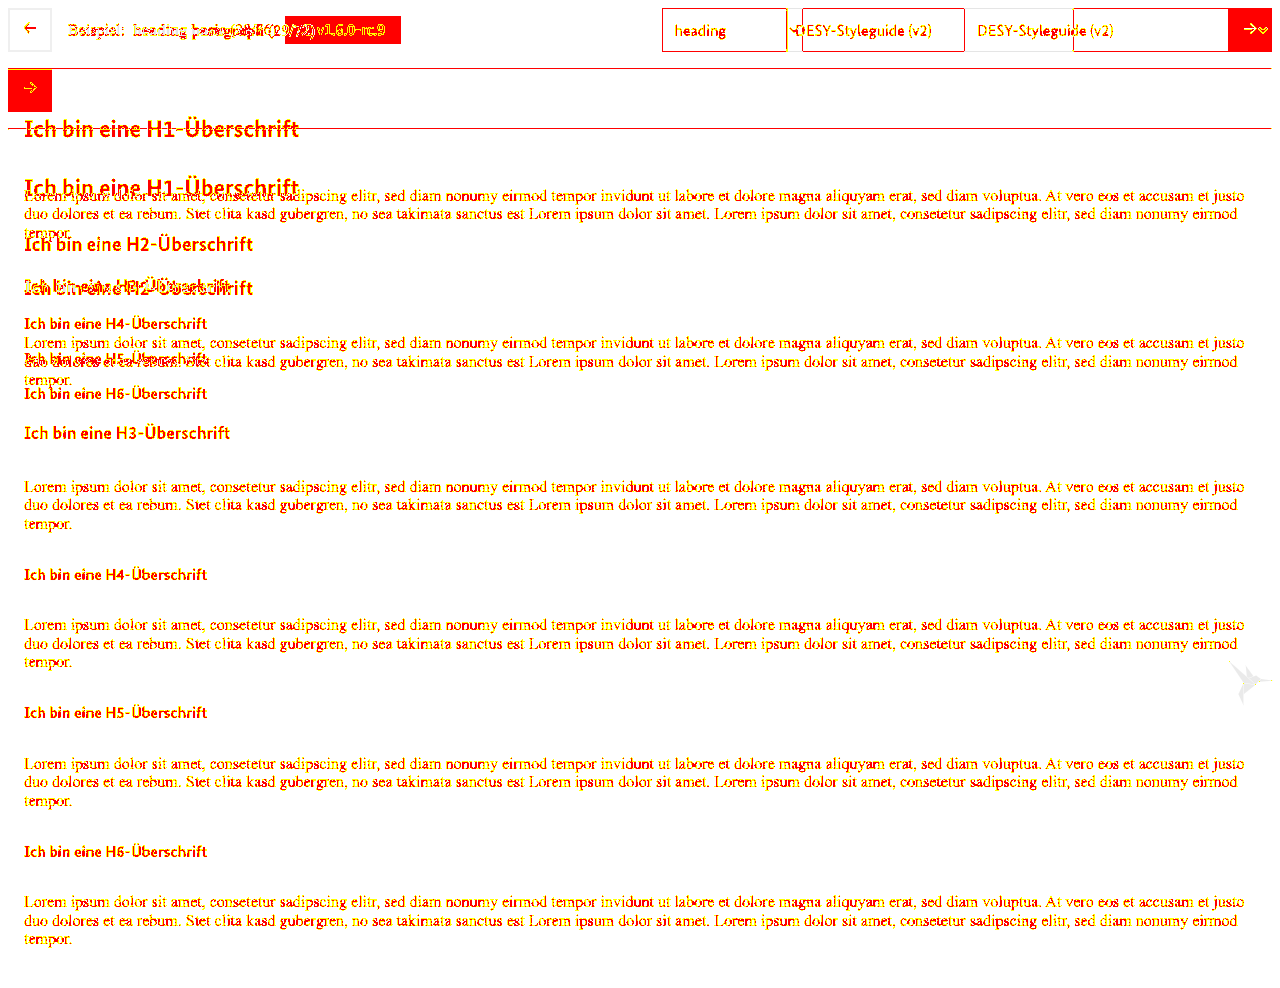 heading DESY-Styleguide (v2) DESY-Styleguide (v2)
Ich bin eine H1-Überschrift
Ich bin eine H1-Überschrift
Lorem ipsum dolor sit amet, consetetur sadipscing elitr, sed diam nonumy eirmod tempor invidunt ut labore et dolore magna aliquyam erat, sed diam voluptua. At vero eos et accusam et justo
duo dolores et ea rebum. Stet clita kasd gubergren, no sea takimata sanctus est Lorem ipsum dolor sit amet. Lorem ipsum dolor sit amet, consetetur sadipscing elitr, sed diam nonumy eirmod
tempor.
Ich bin eine H2-Überschrift
Ich bin eine H2-Überschrift
Ich bin eine H4-Überschrift
Lorem ipsum dolor sit amet, consetetur sadipscing elitr, sed diam nonumy eirmod tempor invidunt ut labore et dolore magna aliquyam erat, sed diam voluptua. At vero eos et accusam et justo
duo dolores et ea rebum. Stet clita kasd gubergren, no sea takimata sanctus est Lorem ipsum dolor sit amet. Lorem ipsum dolor sit amet, consetetur sadipscing elitr, sed diam nonumy eirmod
tempor.
Ich bin eine H6-Überschrift
Ich bin eine H3-Überschrift
Lorem ipsum dolor sit amet, consetetur sadipscing elitr, sed diam nonumy eirmod tempor invidunt ut labore et dolore magna aliquyam erat, sed diam voluptua. At vero eos et accusam et justo
duo dolores et ea rebum. Stet clita kasd gubergren, no sea takimata sanctus est Lorem ipsum dolor sit amet. Lorem ipsum dolor sit amet, consetetur sadipscing elitr, sed diam nonumy eirmod
tempor.
Ich bin eine H4-Überschrift
Lorem ipsum dolor sit amet, consetetur sadipscing elitr, sed diam nonumy eirmod tempor invidunt ut labore et dolore magna aliquyam erat, sed diam voluptua. At vero eos et accusam et justo
duo dolores et ea rebum. Stet clita kasd gubergren, no sea takimata sanctus est Lorem ipsum dolor sit amet. Lorem ipsum dolor sit amet, consetetur sadipscing elitr, sed diam nonumy eirmod
tempor.
Ich bin eine H5-Überschrift
Lorem ipsum dolor sit amet, consetetur sadipscing elitr, sed diam nonumy eirmod tempor invidunt ut labore et dolore magna aliquyam erat, sed diam voluptua. At vero eos et accusam et justo
duo dolores et ea rebum. Stet clita kasd gubergren, no sea takimata sanctus est Lorem ipsum dolor sit amet. Lorem ipsum dolor sit amet, consetetur sadipscing elitr, sed diam nonumy eirmod
tempor.
Ich bin eine H6-Überschrift
Lorem ipsum dolor sit amet, consetetur sadipscing elitr, sed diam nonumy eirmod tempor invidunt ut labore et dolore magna aliquyam erat, sed diam voluptua. At vero eos et accusam et justo
duo dolores et ea rebum. Stet clita kasd gubergren, no sea takimata sanctus est Lorem ipsum dolor sit amet. Lorem ipsum dolor sit amet, consetetur sadipscing elitr, sed diam nonumy eirmod
tempor.